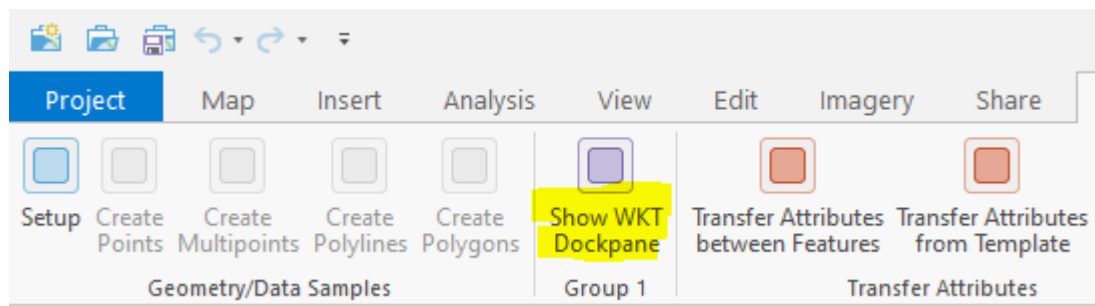 Project Map Insert Analysis View Edit Imagery Share
Setup Create Create Create Create Show WKT Transfer Attributes Transfer Attributes
Points Multipoints Polylines Polygons Dockpane between Features from Template
Geometry/Data Samples Group 1 Transfer Attributes